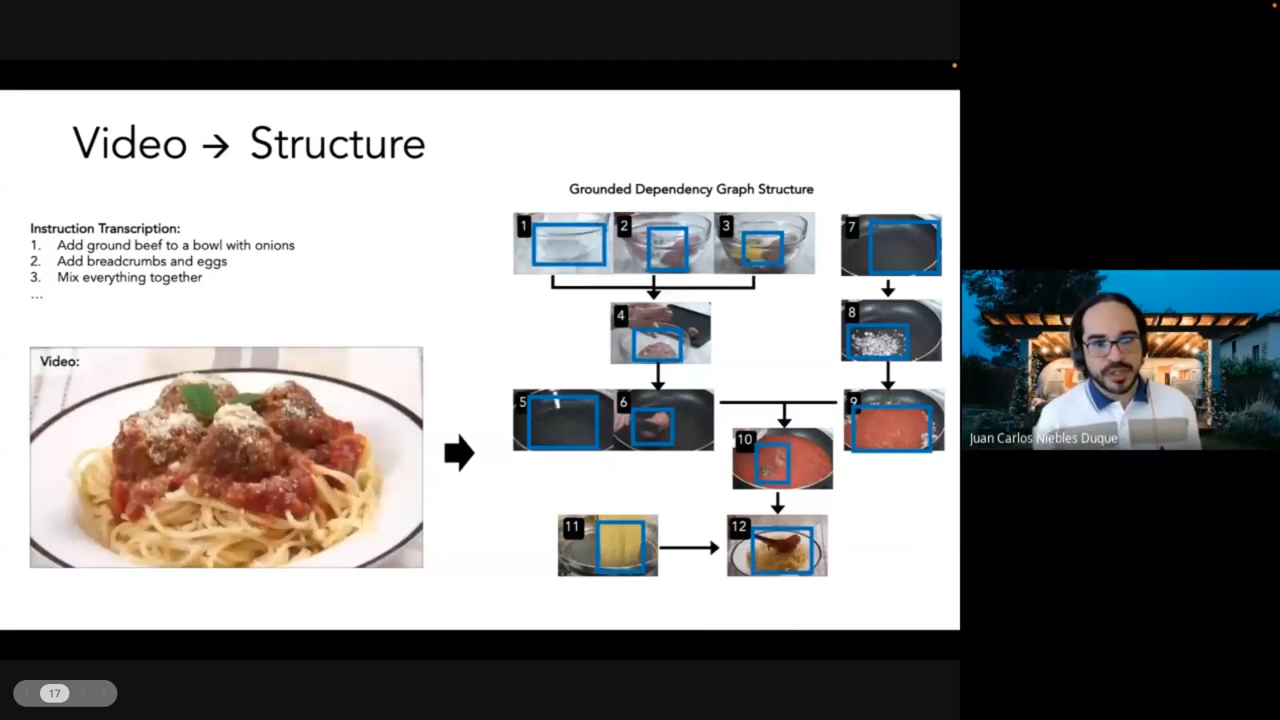 Video → Structure
Grounded Dependency Graph Structure
Instruction Transcription:
1. Add ground beef to a bowl with onions
2. Add breadcrumbs and eggs
3. Mix everything together
...
Video:
1
2
3
7
4
8
5
6
9
10
11
12
Juan Carlos Niebles Duque
17